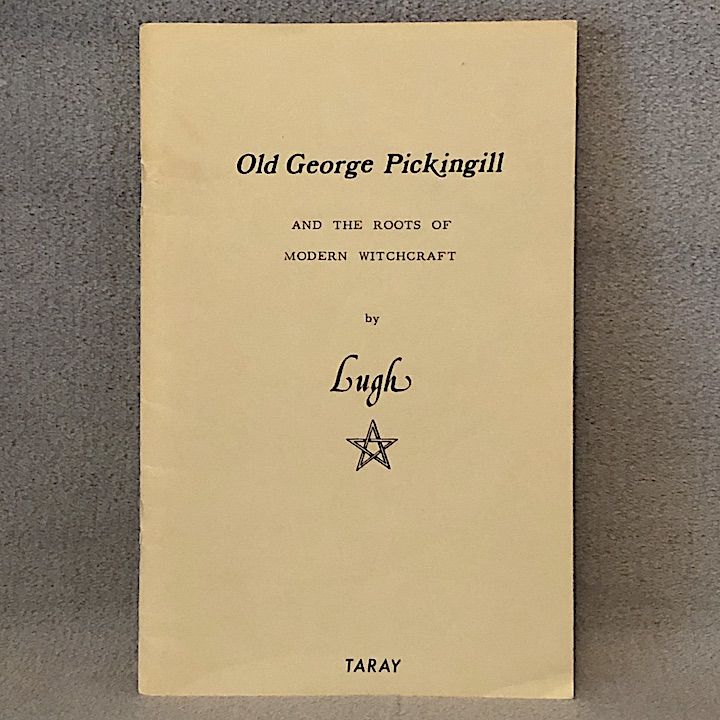 Old George Pickingill
AND THE ROOTS OF
MODERN WITCHCRAFT
by
Lugh
TARAY